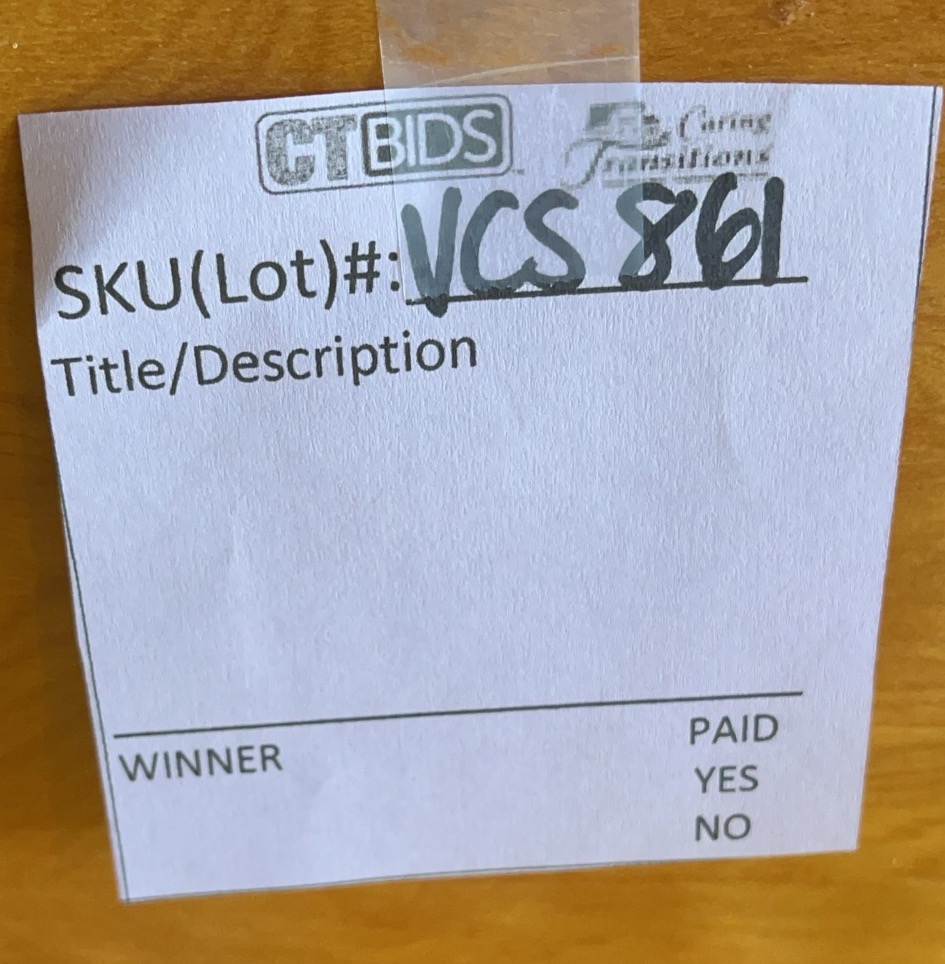 CTBIDS
Caring
Transitions
SKU(Lot)#: VCS 861
Title/Description
WINNER
PAID
YES
NO